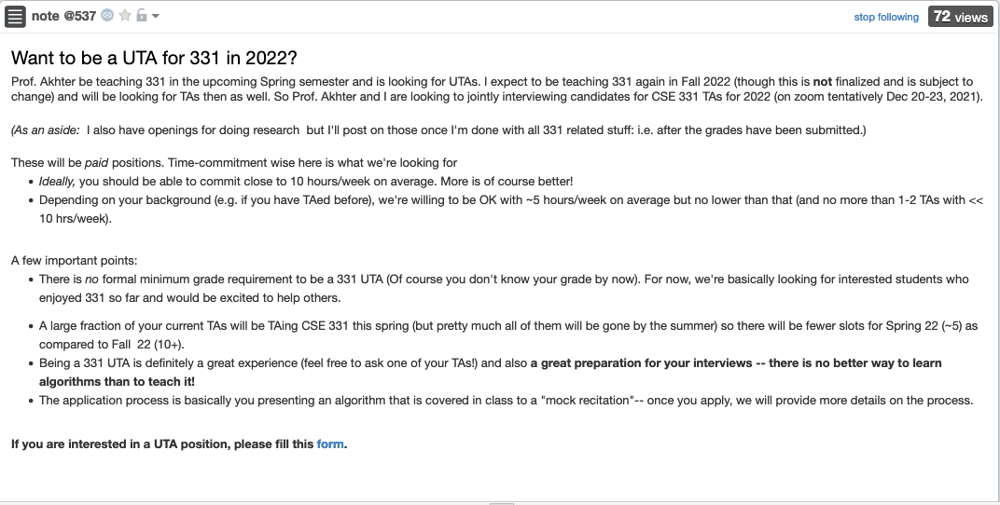 note @537
stop following
72 views
Want to be a UTA for 331 in 2022?
Prof. Akhter be teaching 331 in the upcoming Spring semester and is looking for UTAs. I expect to be teaching 331 again in Fall 2022 (though this is not finalized and is subject to
change) and will be looking for TAs then as well. So Prof. Akhter and I are looking to jointly interviewing candidates for CSE 331 TAs for 2022 (on zoom tentatively Dec 20-23, 2021).
(As an aside: I also have openings for doing research but I'll post on those once I'm done with all 331 related stuff: i.e. after the grades have been submitted.)
These will be paid positions. Time-commitment wise here is what we're looking for
• Ideally, you should be able to commit close to 10 hours/week on average. More is of course better!
• Depending on your background (e.g. if you have TAed before), we're willing to be OK with ~5 hours/week on average but no lower than that (and no more than 1-2 TAs with <<
10 hrs/week).
A few important points:
• There is no formal minimum grade requirement to be a 331 UTA (Of course you don't know your grade by now). For now, we're basically looking for interested students who
enjoyed 331 so far and would be excited to help others.
• A large fraction of your current TAs will be TAing CSE 331 this spring (but pretty much all of them will be gone by the summer) so there will be fewer slots for Spring 22 (~5) as
compared to Fall 22 (10+).
• Being a 331 UTA is definitely a great experience (feel free to ask one of your TAs!) and also a great preparation for your interviews -- there is no better way to learn
algorithms than to teach it!
• The application process is basically you presenting an algorithm that is covered in class to a "mock recitation"-- once you apply, we will provide more details on the process.
If you are interested in a UTA position, please fill this form.